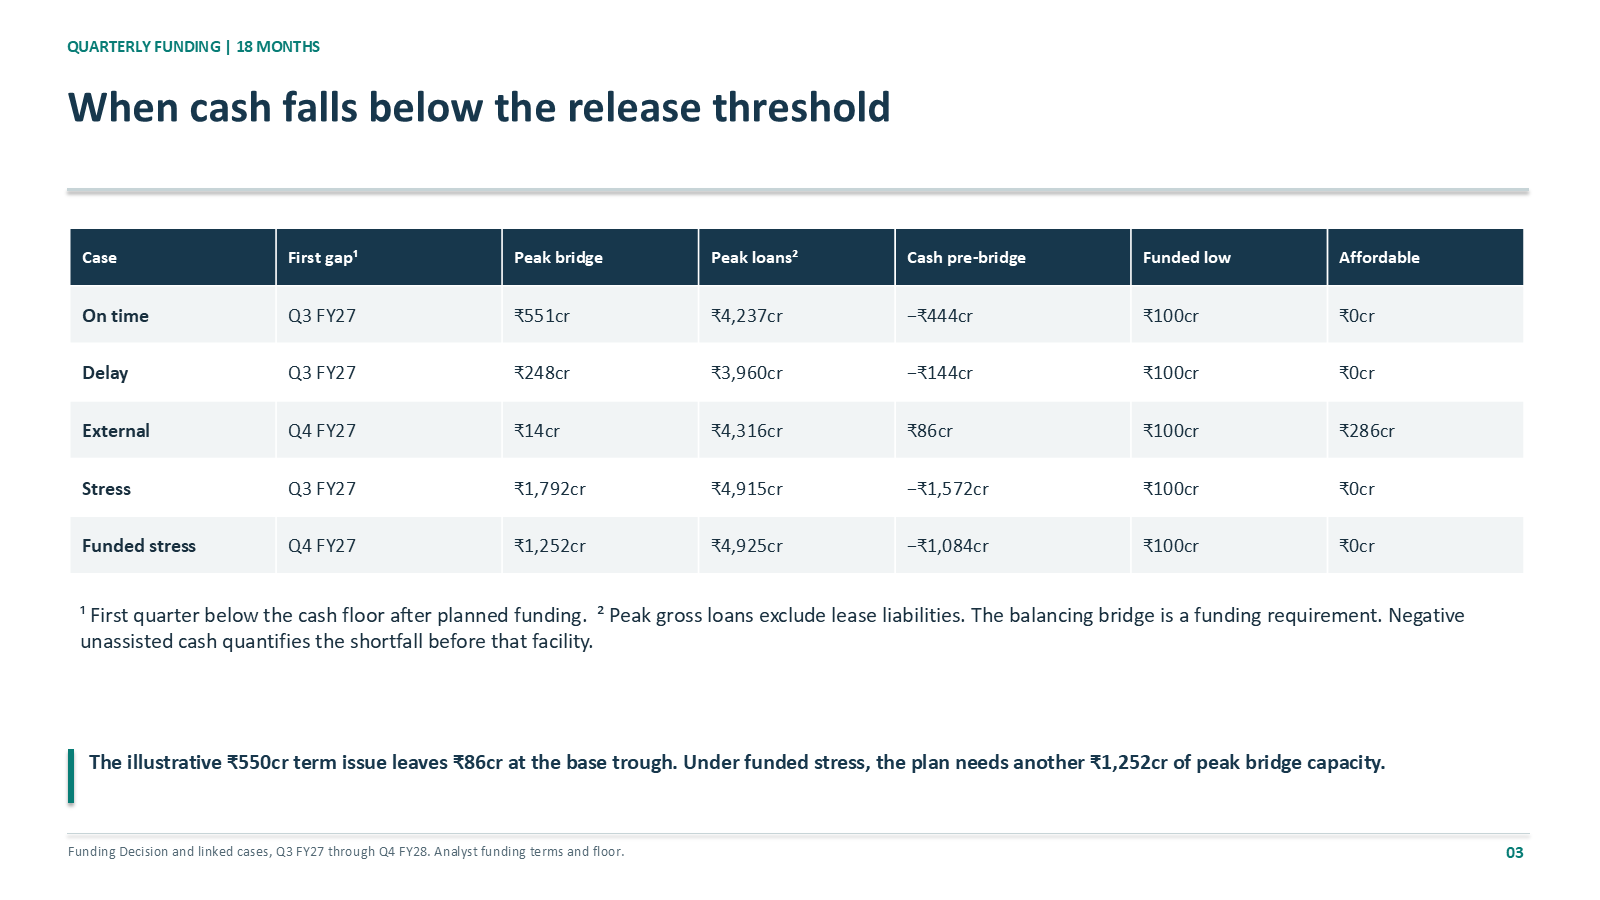 QUARTERLY FUNDING | 18 MONTHS
When cash falls below the release threshold
Case First gap¹ Peak bridge Peak loans² Cash pre-bridge Funded low Affordable
On time Q3 FY27 ₹551cr ₹4,237cr −₹444cr ₹100cr ₹0cr
Delay Q3 FY27 ₹248cr ₹3,960cr −₹144cr ₹100cr ₹0cr
External Q4 FY27 ₹14cr ₹4,316cr ₹86cr ₹100cr ₹286cr
Stress Q3 FY27 ₹1,792cr ₹4,915cr −₹1,572cr ₹100cr ₹0cr
Funded stress Q4 FY27 ₹1,252cr ₹4,925cr −₹1,084cr ₹100cr ₹0cr
¹ First quarter below the cash floor after planned funding. ² Peak gross loans exclude lease liabilities. The balancing bridge is a funding requirement. Negative
unassisted cash quantifies the shortfall before that facility.
The illustrative ₹550cr term issue leaves ₹86cr at the base trough. Under funded stress, the plan needs another ₹1,252cr of peak bridge capacity.
Funding Decision and linked cases, Q3 FY27 through Q4 FY28. Analyst funding terms and floor.
03